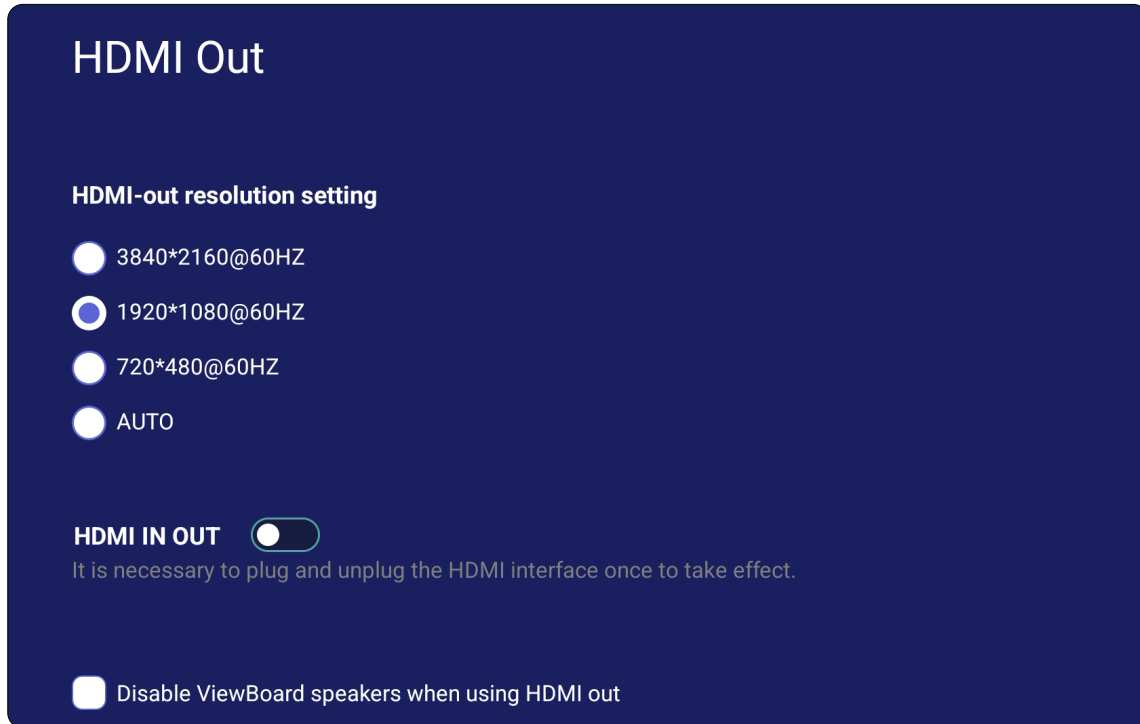 HDMI Out
HDMI-out resolution setting
3840*2160@60HZ
1920*1080@60HZ
720*480@60HZ
AUTO
HDMI IN OUT
It is necessary to plug and unplug the HDMI interface once to take effect.
Disable ViewBoard speakers when using HDMI out